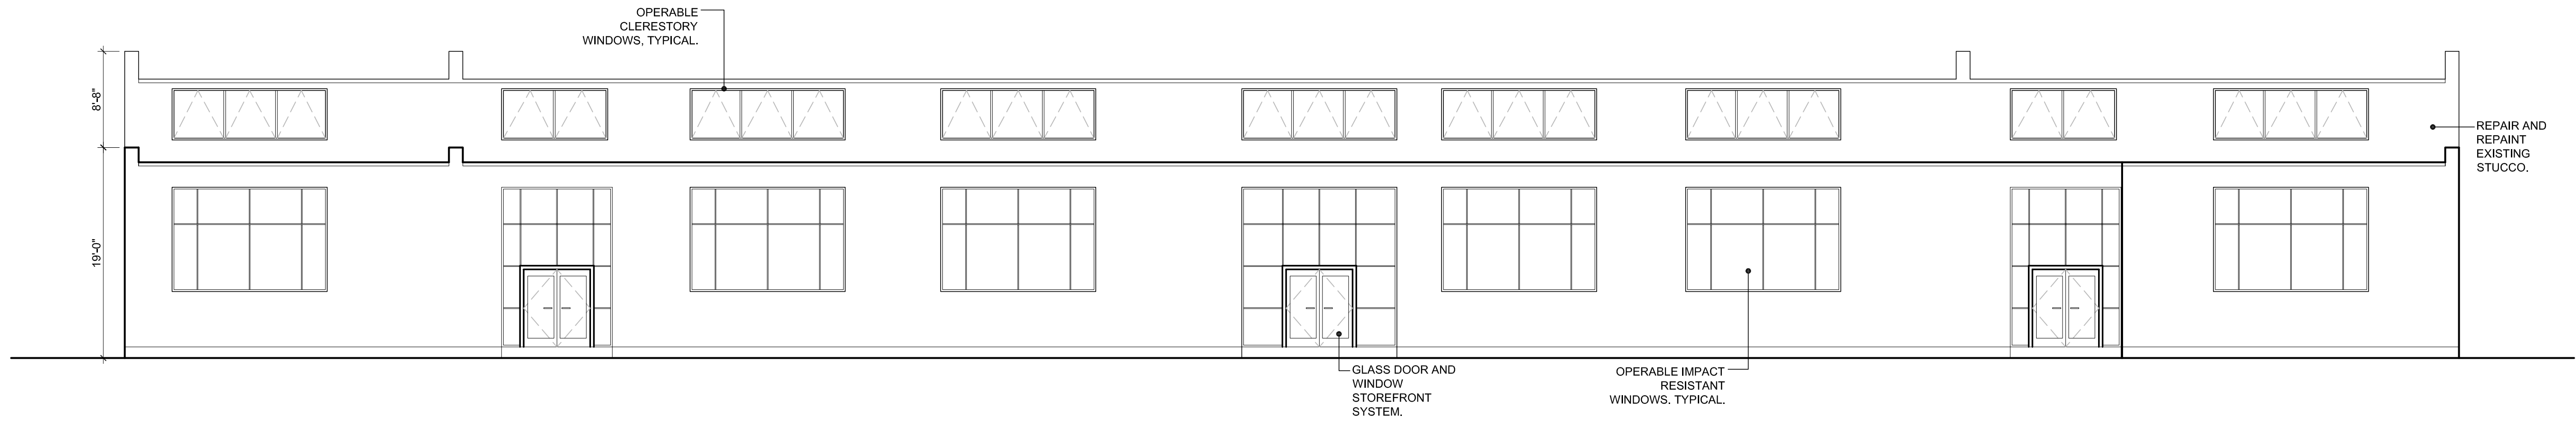 OPERABLE
CLERESTORY
WINDOWS, TYPICAL.
8'-8"
19'-0"
REPAIR AND
REPAINT
EXISTING
STUCCO.
GLASS DOOR AND
WINDOW
STOREFRONT
SYSTEM.
OPERABLE IMPACT
RESISTANT
WINDOWS. TYPICAL.